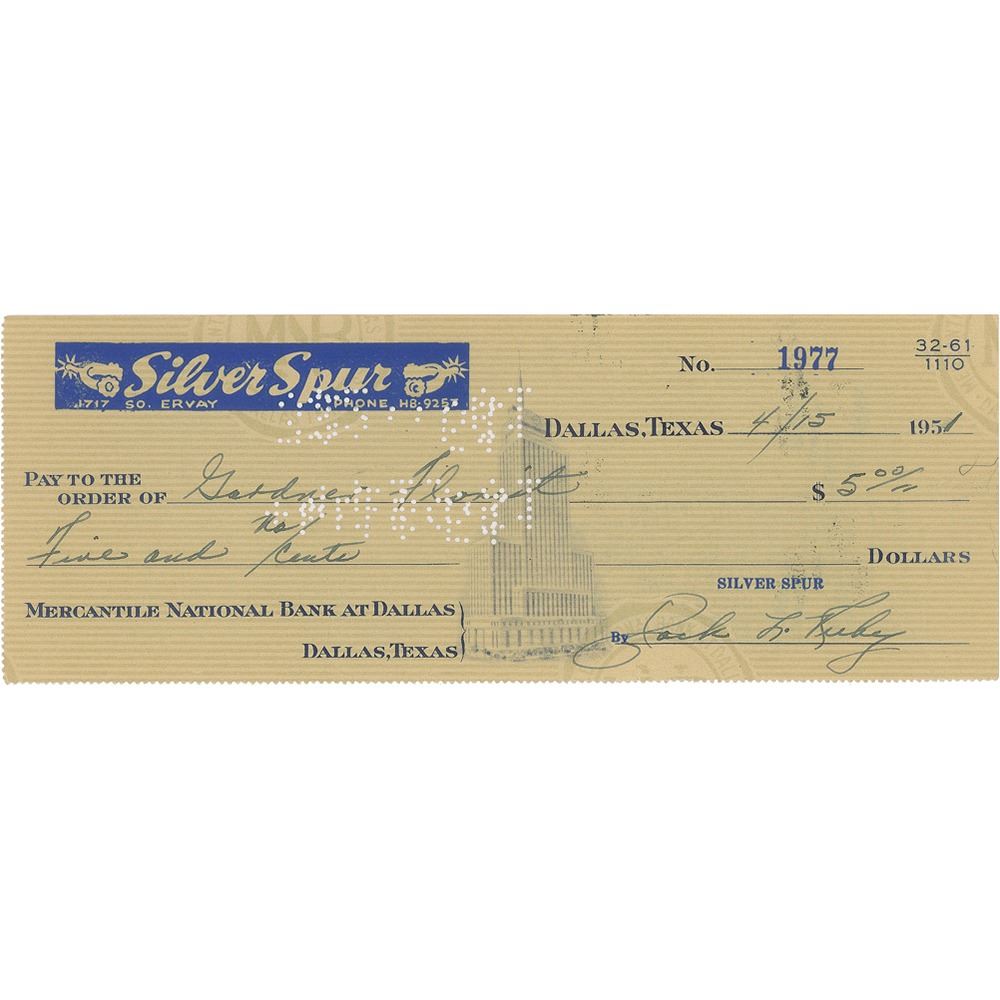 Silver Spur
1717 SO. ERVAY PHONE HB-9257
No. 1977
32-61
1110
DALLAS, TEXAS 4/15 1951
PAY TO THE
ORDER OF Gardner Florist $ 5 00/
Five and no/ cents DOLLARS
SILVER SPUR
MERCANTILE NATIONAL BANK AT DALLAS
DALLAS, TEXAS
By Jack L. Ruby